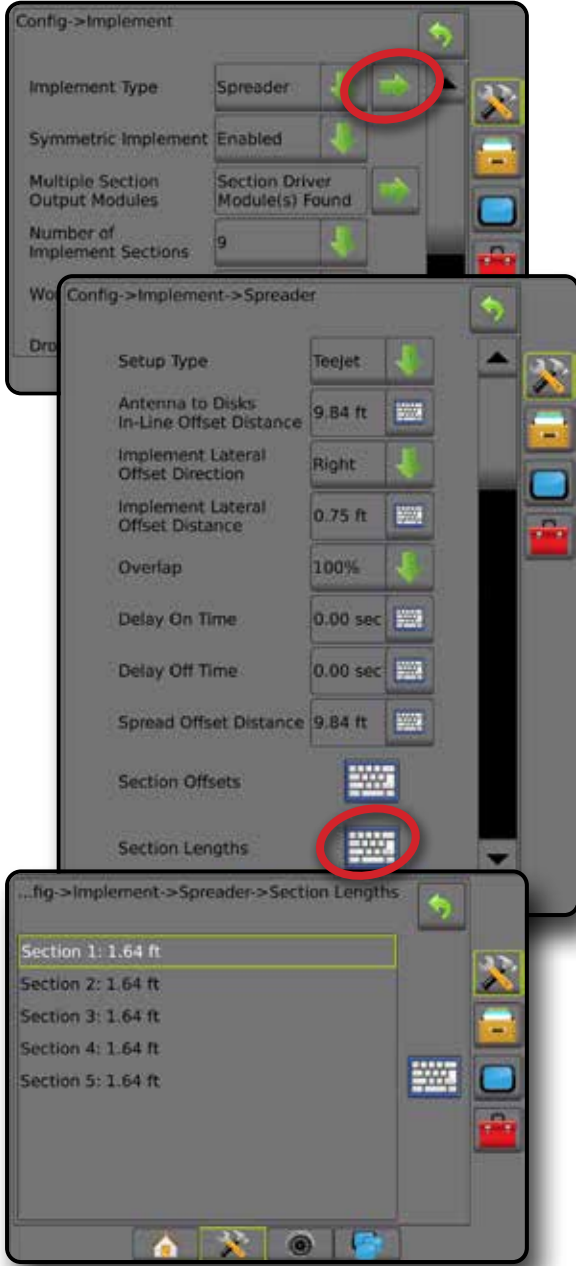 Config->Implement
Implement Type Spreader
Symmetric Implement Enabled
Multiple Section
Output Modules
Section Driver
Module(s) Found
Number of
Implement Sections
9
Wo
Dro
Config->Implement->Spreader
Setup Type TeeJet
Antenna to Disks
In-Line Offset Distance
9.84 ft
Implement Lateral
Offset Direction
Right
Implement Lateral
Offset Distance
0.75 ft
Overlap 100%
Delay On Time 0.00 sec
Delay Off Time 0.00 sec
Spread Offset Distance 9.84 ft
Section Offsets
Section Lengths
...fig->Implement->Spreader->Section Lengths
Section 1: 1.64 ft
Section 2: 1.64 ft
Section 3: 1.64 ft
Section 4: 1.64 ft
Section 5: 1.64 ft